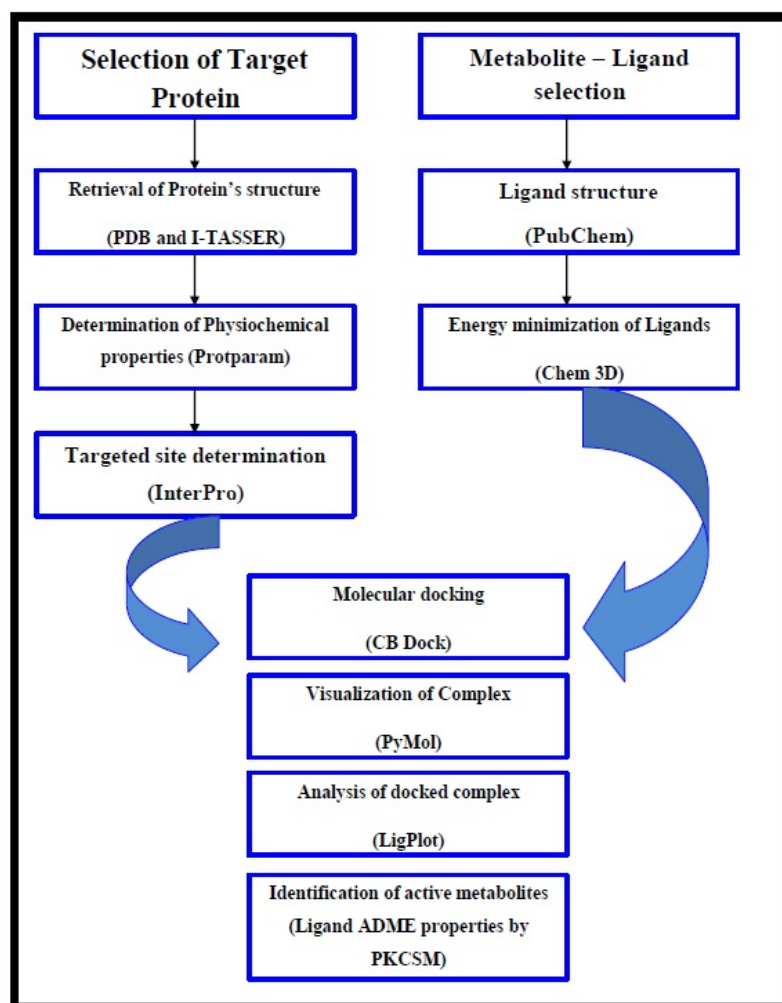 Selection of Target
Protein
Retrieval of Protein's structure
(PDB and I-TASSER)
Determination of Physiochemical
properties (Protparam)
Targeted site determination
(InterPro)
Metabolite – Ligand
selection
Ligand structure
(PubChem)
Energy minimization of Ligands
(Chem 3D)
Molecular docking
(CB Dock)
Visualization of Complex
(PyMol)
Analysis of docked complex
(LigPlot)
Identification of active metabolites
(Ligand ADME properties by
PKCSM)